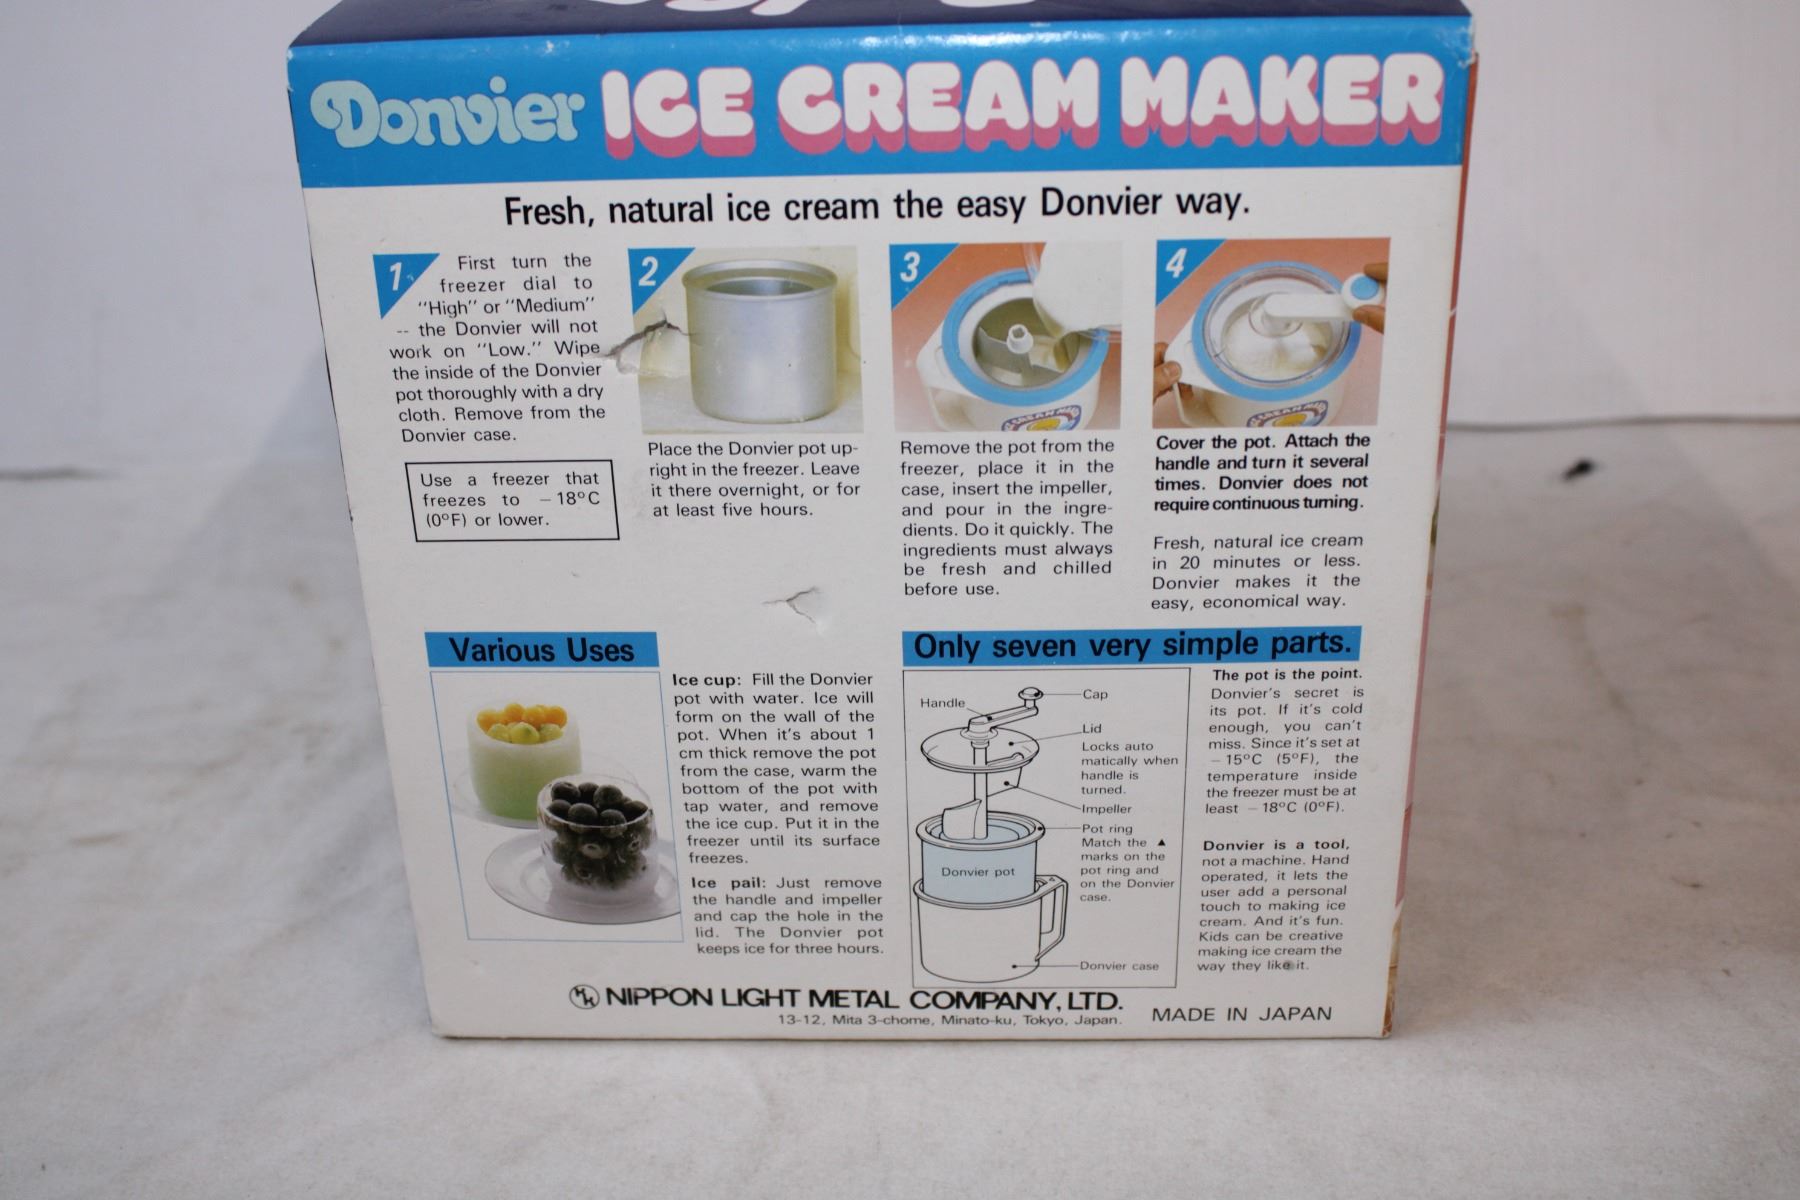 Donvier ICE CREAM MAKER
Fresh, natural ice cream the easy Donvier way.
1
First turn the
freezer dial to
"High" or "Medium"
-- the Donvier will not
work on "Low." Wipe
the inside of the Donvier
pot thoroughly with a dry
cloth. Remove from the
Donvier case.
Use a freezer that
freezes to – 18°C
(0°F) or lower.
2
Place the Donvier pot up-
right in the freezer. Leave
it there overnight, or for
at least five hours.
3
Remove the pot from the
freezer, place it in the
case, insert the impeller,
and pour in the ingre-
dients. Do it quickly. The
ingredients must always
be fresh and chilled
before use.
4
Cover the pot. Attach the
handle and turn it several
times. Donvier does not
require continuous turning.
Fresh, natural ice cream
in 20 minutes or less.
Donvier makes it the
easy, economical way.
Various Uses
Ice cup: Fill the Donvier
pot with water. Ice will
form on the wall of the
pot. When it's about 1
cm thick remove the pot
from the case, warm the
bottom of the pot with
tap water, and remove
the ice cup. Put it in the
freezer until its surface
freezes.
Ice pail: Just remove
the handle and impeller
and cap the hole in the
lid. The Donvier pot
keeps ice for three hours.
Only seven very simple parts.
Handle
Cap
Lid
Locks auto
matically when
handle is
turned.
Impeller
Pot ring
Match the ▲
marks on the
pot ring and
on the Donvier
case.
Donvier pot
Donvier case
The pot is the point.
Donvier's secret is
its pot. If it's cold
enough, you can't
miss. Since it's set at
– 15°C (5°F), the
temperature inside
the freezer must be at
least – 18°C (0°F).
Donvier is a tool,
not a machine. Hand
operated, it lets the
user add a personal
touch to making ice
cream. And it's fun.
Kids can be creative
making ice cream the
way they like it.
NIPPON LIGHT METAL COMPANY, LTD.
13-12, Mita 3-chome, Minato-ku, Tokyo, Japan.
MADE IN JAPAN